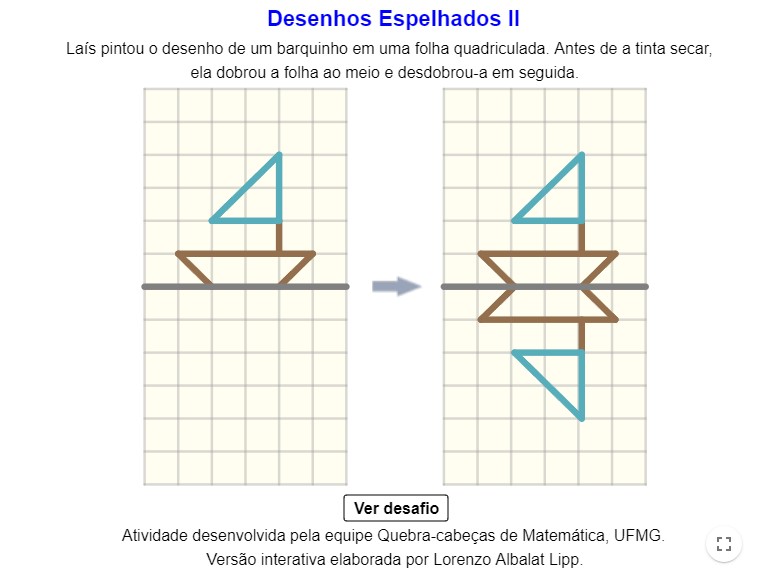 Desenhos Espelhados II
Laís pintou o desenho de um barquinho em uma folha quadriculada. Antes de a tinta secar,
ela dobrou a folha ao meio e desdobrou-a em seguida.
Ver desafio
Atividade desenvolvida pela equipe Quebra-cabeças de Matemática, UFMG.
Versão interativa elaborada por Lorenzo Albalat Lipp.